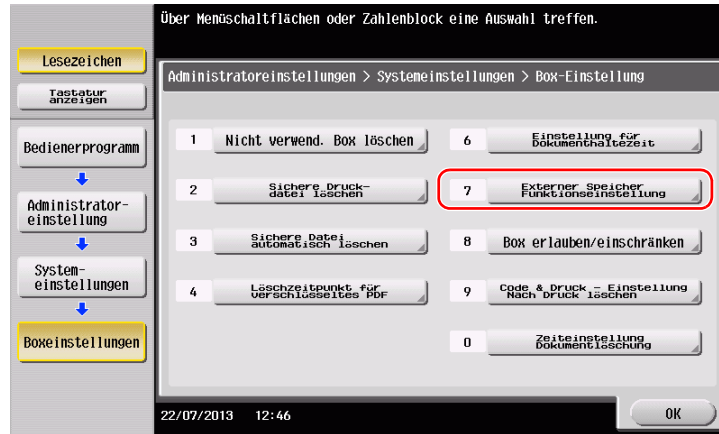 Über Menüschaltflächen oder Zahlenblock eine Auswahl treffen.
Lesezeichen
Tastatur
anzeigen
Bedienerprogramm
Administrator-
einstellung
System-
einstellungen
Boxeinstellungen
Administratoreinstellungen > Systemeinstellungen > Box-Einstellung
1 Nicht verwend. Box löschen
6 Einstellung für
Dokumenthaltezeit
2 Sichere Druck-
datei löschen
7 Externer Speicher
Funktionseinstellung
3 Sichere Datei
automatisch löschen
8 Box erlauben/einschränken
4 Löschzeitpunkt für
verschlüsseltes PDF
9 Code & Druck - Einstellung
Nach Druck löschen
0 Zeiteinstellung
Dokumentlöschung
22/07/2013 12:46
OK